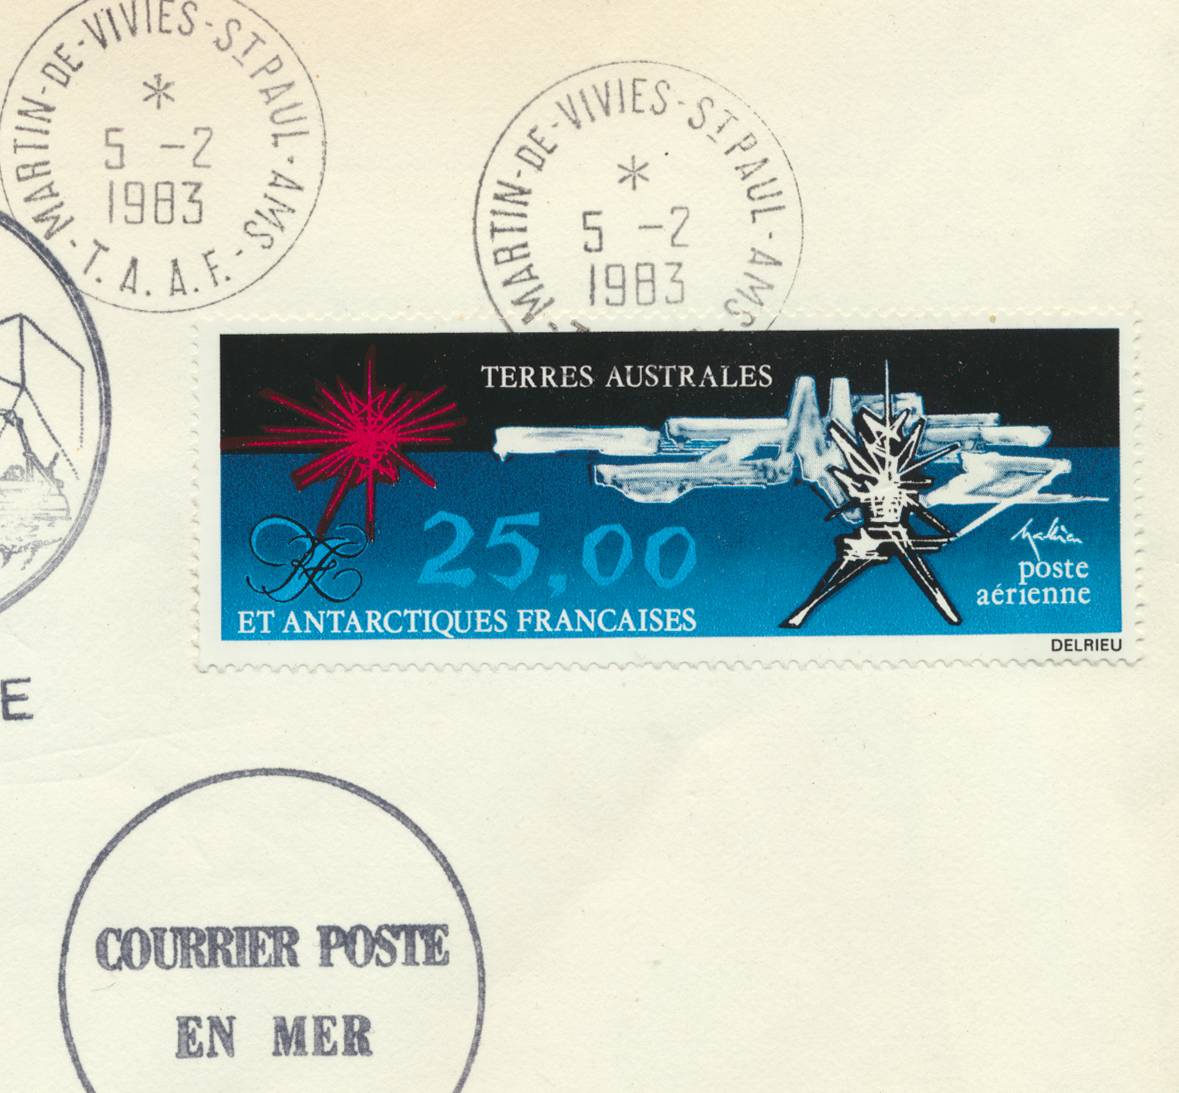 MARTIN-DE-VIVIES-ST PAUL-AMS-
T. A. A. F. -
5 -2
1983
MARTIN-DE-VIVIES-ST PAUL-AMS
5 -2
1983
TERRES AUSTRALES
25,00
Mathieu
poste
aérienne
ET ANTARCTIQUES FRANCAISES
DELRIEU
E
COURRIER POSTE
EN MER